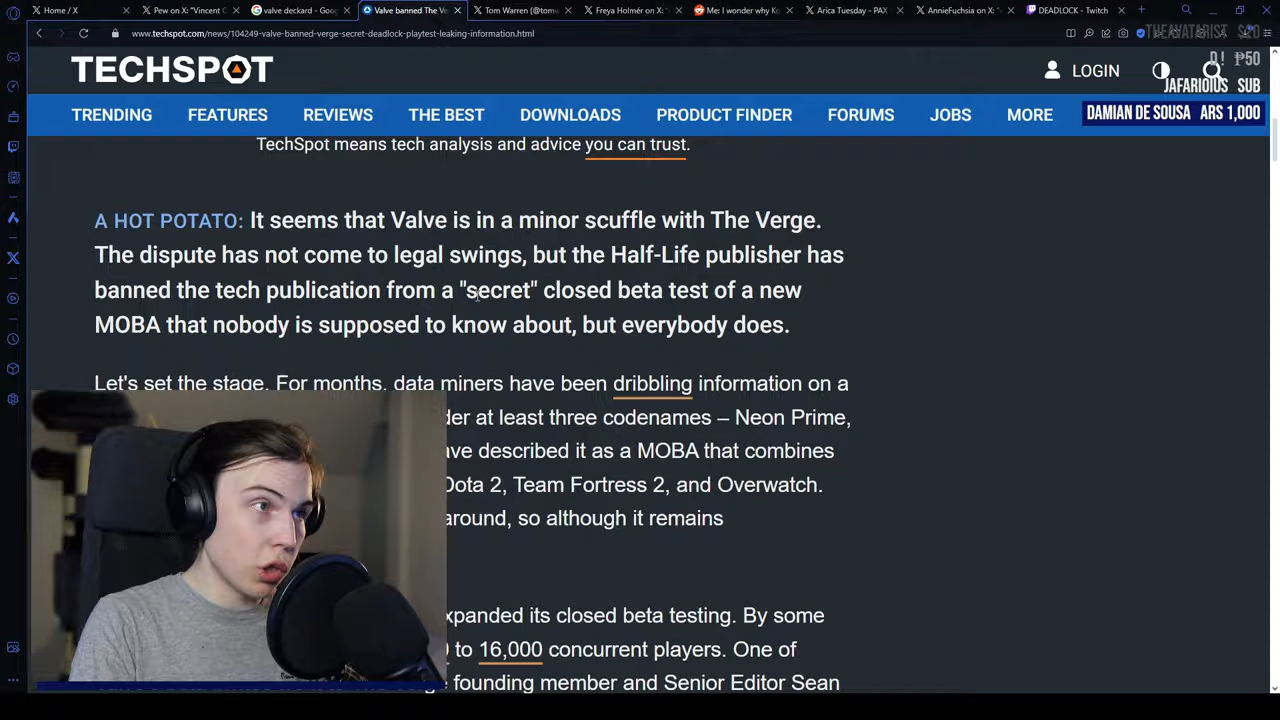 Home / X
Pew on X: "Vincent C
valve deckard - Goog
Valve banned The Ve
Tom Warren (@tomw
Freya Holmér on X: "
Me: I wonder why Ko
Arica Tuesday - PAX
AnnieFuchsia on X: "
DEADLOCK - Twitch
www.techspot.com/news/104249-valve-banned-verge-secret-deadlock-playtest-leaking-information.html
THEAVATARIST $20
D! ₱50
JAFARIOIUS SUB
DAMIAN DE SOUSA ARS 1,000
TECHSPOT
LOGIN
TRENDING FEATURES REVIEWS THE BEST DOWNLOADS PRODUCT FINDER FORUMS JOBS MORE
TechSpot means tech analysis and advice you can trust.
A HOT POTATO: It seems that Valve is in a minor scuffle with The Verge.
The dispute has not come to legal swings, but the Half-Life publisher has
banned the tech publication from a "secret" closed beta test of a new
MOBA that nobody is supposed to know about, but everybody does.
Let's set the stage. For months, data miners have been dribbling information on a
der at least three codenames – Neon Prime,
ve described it as a MOBA that combines
Dota 2, Team Fortress 2, and Overwatch.
around, so although it remains
xpanded its closed beta testing. By some
to 16,000 concurrent players. One of
founding member and Senior Editor Sean